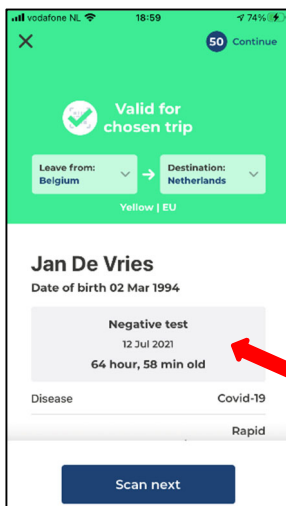 vodafone NL 18:59 74%
50 Continue
Valid for
chosen trip
Leave from:
Belgium
Destination:
Netherlands
Yellow | EU
Jan De Vries
Date of birth 02 Mar 1994
Negative test
12 Jul 2021
64 hour, 58 min old
Disease Covid-19
Rapid
Scan next